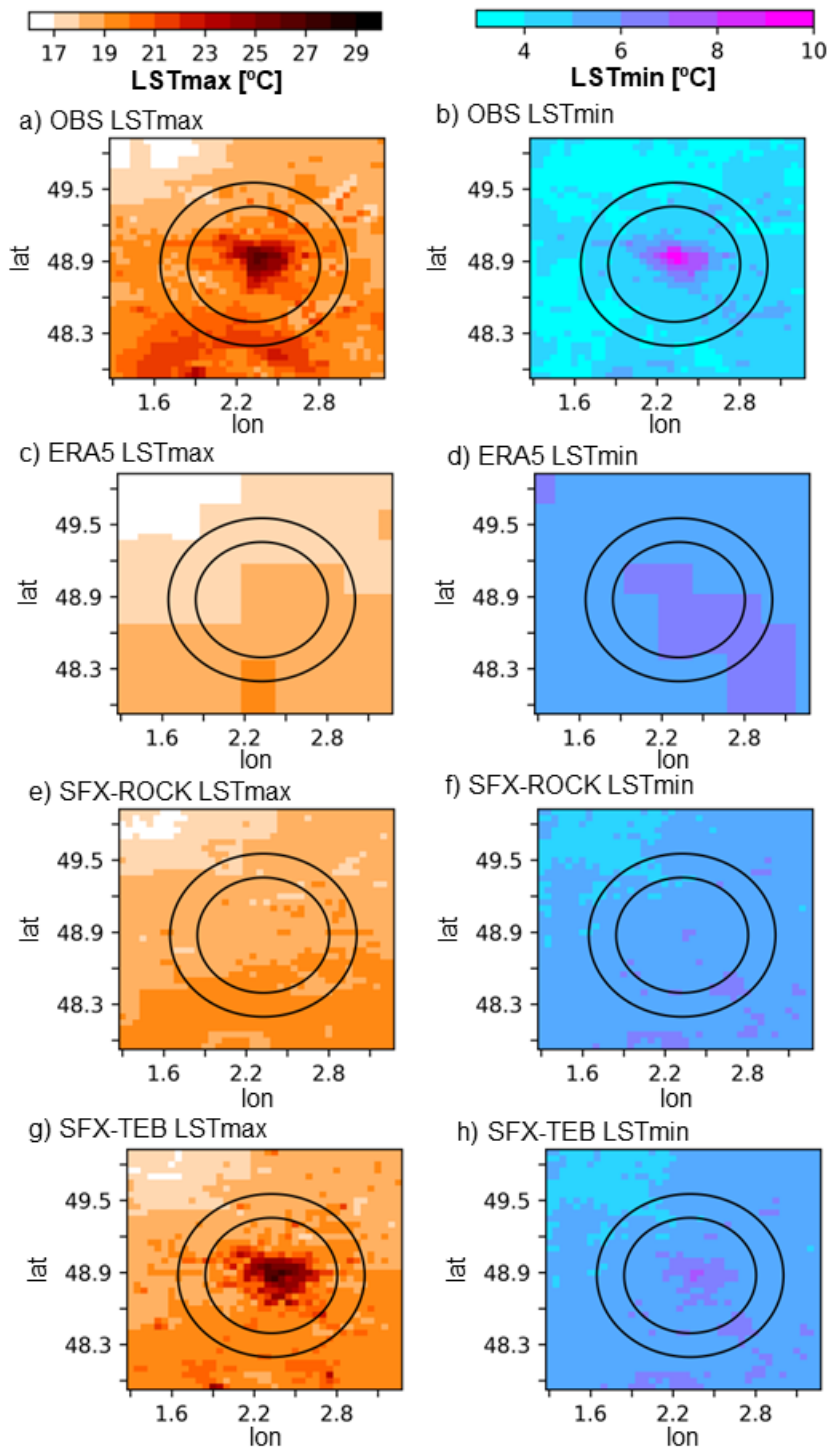 17 19 21 23 25 27 29
LSTmax [ºC]
4 6 8 10
LSTmin [ºC]
a) OBS LSTmax
49.5
48.9
48.3
lat
1.6 2.2 2.8
lon
b) OBS LSTmin
49.5
48.9
48.3
lat
1.6 2.2 2.8
lon
c) ERA5 LSTmax
49.5
48.9
48.3
lat
1.6 2.2 2.8
lon
d) ERA5 LSTmin
49.5
48.9
48.3
lat
1.6 2.2 2.8
lon
e) SFX-ROCK LSTmax
49.5
48.9
48.3
lat
1.6 2.2 2.8
lon
f) SFX-ROCK LSTmin
49.5
48.9
48.3
lat
1.6 2.2 2.8
lon
g) SFX-TEB LSTmax
49.5
48.9
48.3
lat
1.6 2.2 2.8
lon
h) SFX-TEB LSTmin
49.5
48.9
48.3
lat
1.6 2.2 2.8
lon